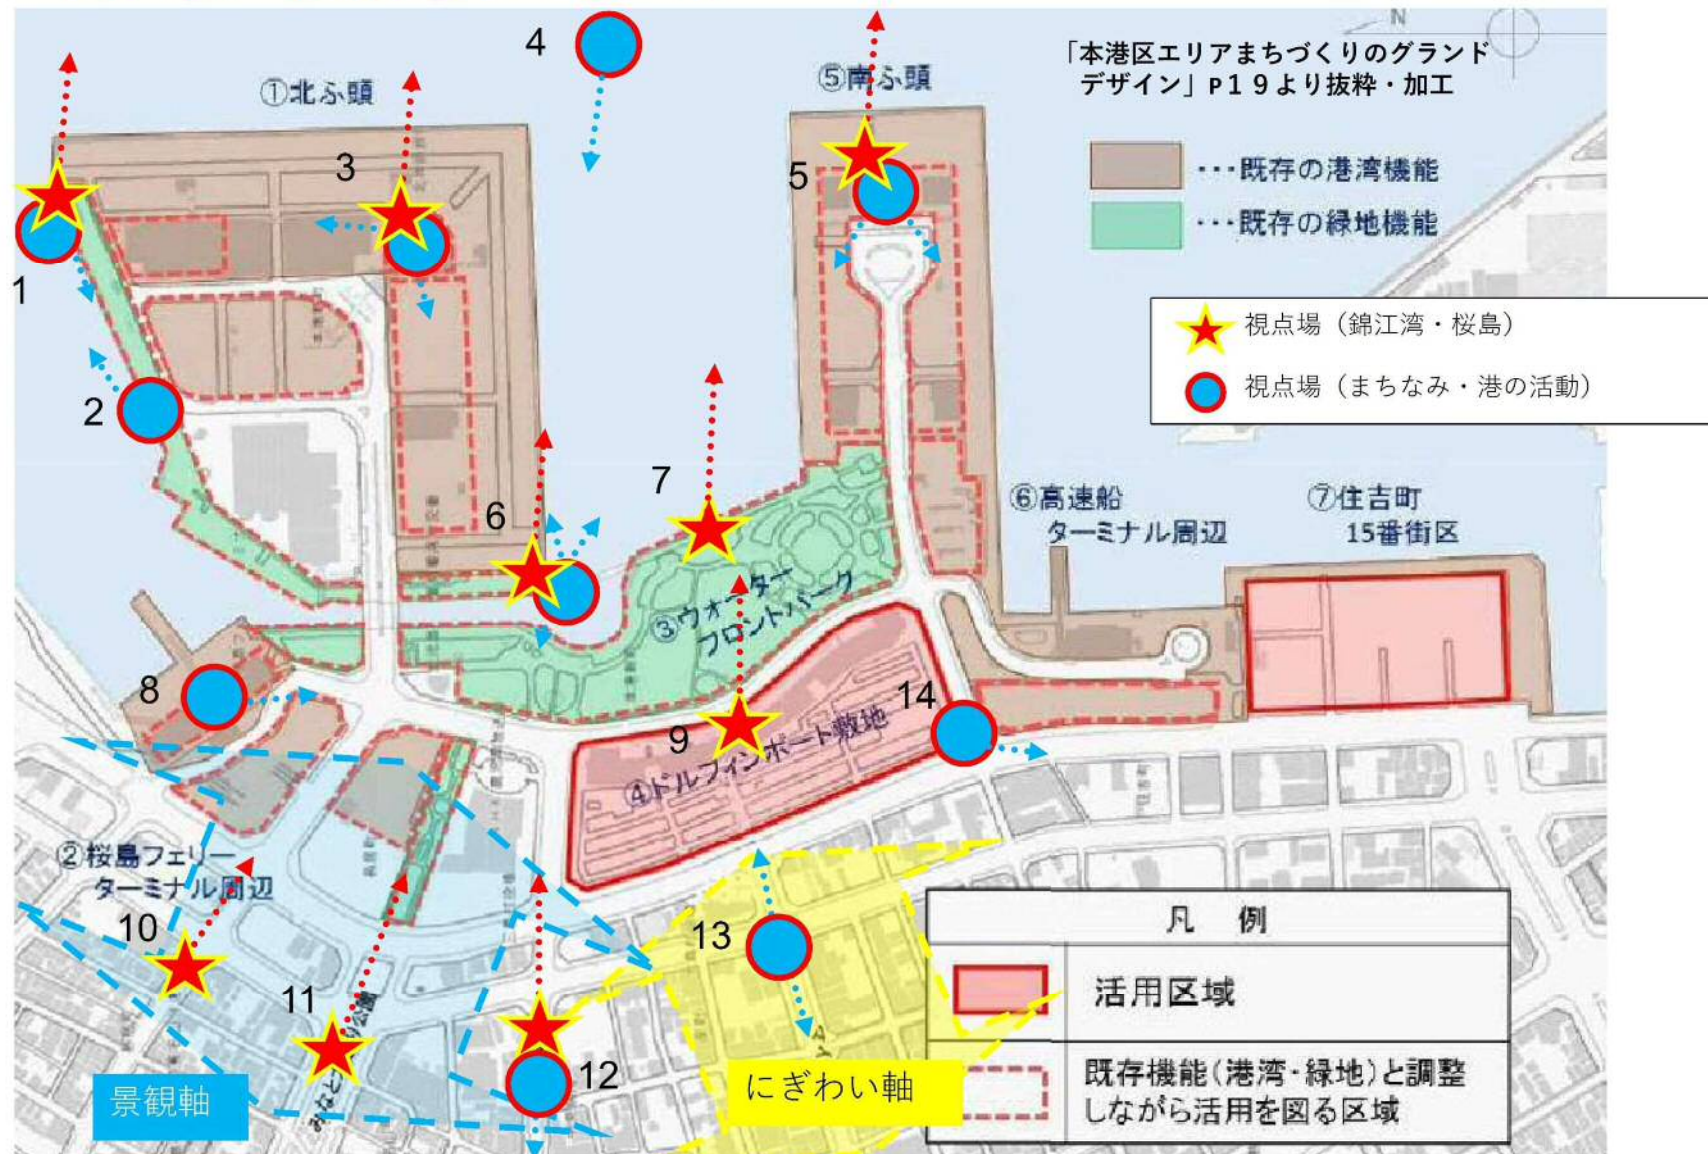 N
「本港区エリアまちづくりのグランド
デザイン」P19より抜粋・加工
①北ふ頭
⑤南ふ頭
・・・既存の港湾機能
・・・既存の緑地機能
視点場（錦江湾・桜島）
視点場（まちなみ・港の活動）
1
2
3
4
5
6
7
8
9
10
11
12
13
14
③ウォーター
フロントパーク
④ドルフィンポート敷地
⑥高速船
ターミナル周辺
⑦住吉町
15番街区
②桜島フェリー
ターミナル周辺
景観軸
にぎわい軸
凡 例
活用区域
既存機能(港湾・緑地)と調整
しながら活用を図る区域